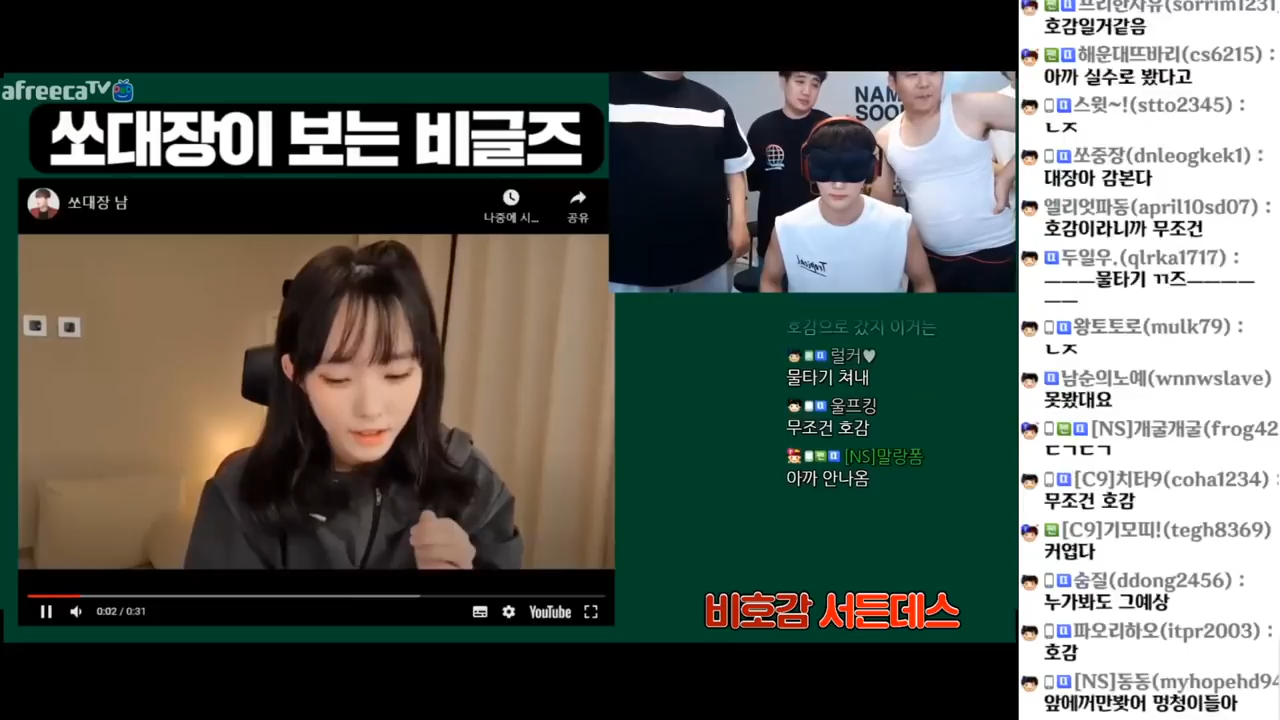 afreecaTV
쏘대장이 보는 비글즈
쏘대장 남
나중에 시...
공유
0:02 / 0:31
YouTube
NAM
SOO
Tropical
호감으로 갔지 이거는
럴커♥
물타기 쳐내
울프킹
무조건 호감
[NS]말랑폼
아까 안나옴
비호감 서든데스
프리한자유(sorrim1231
호감일거같음
해운대뜨바리(cs6215) :
아까 실수로 봤다고
스윗~!(stto2345) :
ㄴㅈ
쏘중장(dnleogkek1) :
대장아 감본다
엘리엇파동(april10sd07) :
호감이라니까 무조건
두일우.(qlrka1717) :
ㅡㅡㅡ물타기 ㄲㅈㅡㅡㅡㅡ
ㅡㅡ
왕토토로(mulk79) :
ㄴㅈ
남순의노예(wnnwslave)
못봤대요
[NS]개굴개굴(frog42
ㄷㄱㄷㄱ
[C9]치타9(coha1234) :
무조건 호감
[C9]기모띠!(tegh8369)
커엽다
숨질(ddong2456) :
누가봐도 그예상
파오리하오(itpr2003) :
호감
[NS]동동(myhopehd94
앞에꺼만봣어 멍청이들아